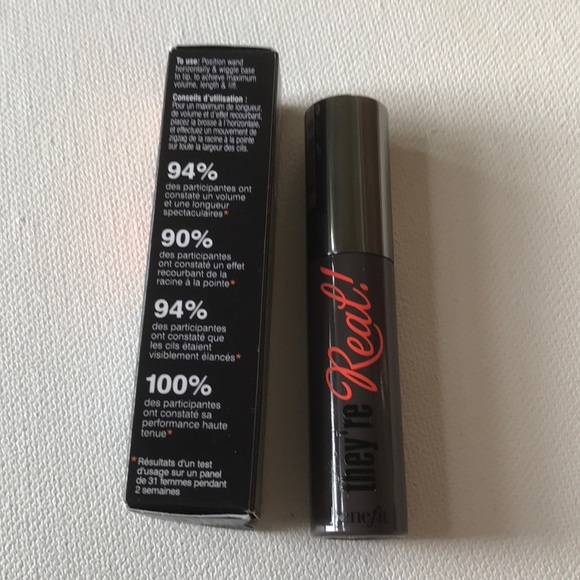 To use: Position wand
horizontally & wiggle base
to tip, to achieve maximum
volume, length & lift.
Conseils d'utilisation :
Pour un maximum de longueur,
de volume et d'effet recourbant,
placez la brosse à l'horizontale,
et effectuez un mouvement de
zigzag de la racine à la pointe
sur toute la largeur des cils.
94%
des participantes ont
constaté un volume
et une longueur
spectaculaires*
90%
des participantes
ont constaté un effet
recourbant de la
racine à la pointe*
94%
des participantes
ont constaté que
les cils étaient
visiblement élancés*
100%
des participantes
ont constaté sa
performance haute
tenue*
*Résultats d'un test
d'usage sur un panel
de 31 femmes pendant
2 semaines
they're Real!
benefit